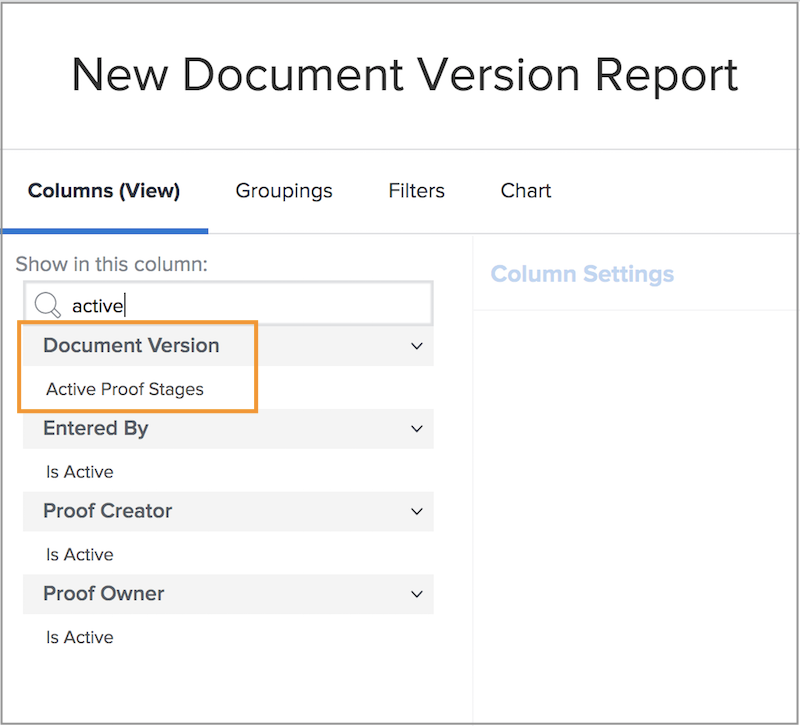 New Document Version Report
Columns (View) Groupings Filters Chart
Show in this column:
Column Settings
active
Document Version
Active Proof Stages
Entered By
Is Active
Proof Creator
Is Active
Proof Owner
Is Active